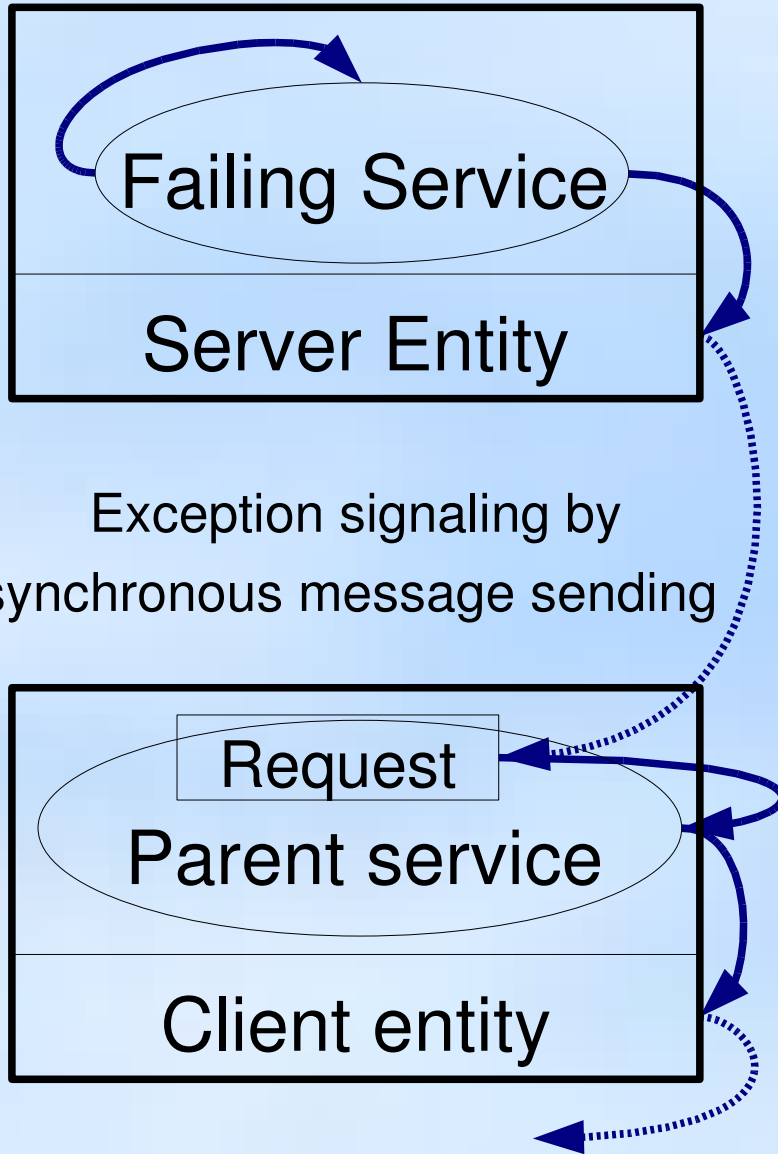 Failing Service
Server Entity
Exception signaling by
synchronous message sending
Request
Parent service
Client entity